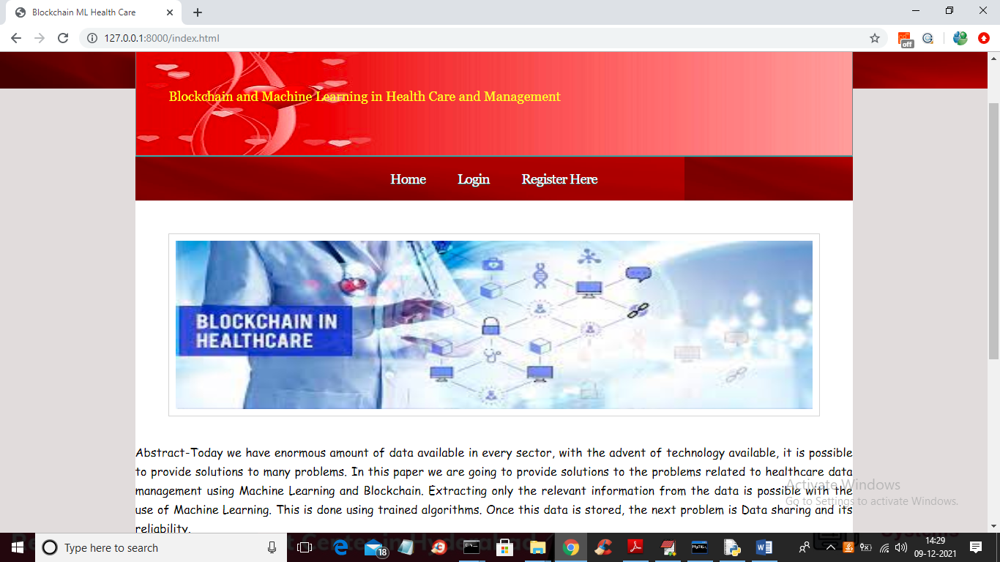 Blockchain ML Health Care
127.0.0.1:8000/index.html
off
Blockchain and Machine Learning in Health Care and Management
Home Login Register Here
BLOCKCHAIN IN
HEALTHCARE
Abstract-Today we have enormous amount of data available in every sector, with the advent of technology available, it is possible
to provide solutions to many problems. In this paper we are going to provide solutions to the problems related to healthcare data
management using Machine Learning and Blockchain. Extracting only the relevant information from the data is possible with the
use of Machine Learning. This is done using trained algorithms. Once this data is stored, the next problem is Data sharing and its
reliability.
Activate Windows
Go to Settings to activate Windows.
Type here to search
18
MySQL
14:29
09-12-2021